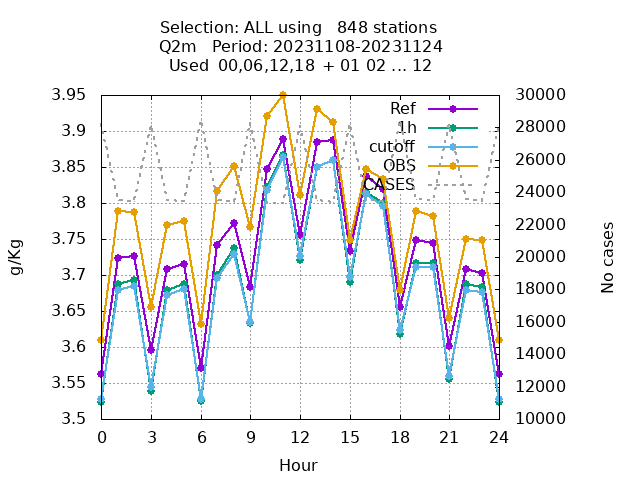 Selection: ALL using   848 stations
Q2m   Period: 20231108-20231124
Used  00,06,12,18 + 01 02 ... 12
3.95
3.9
3.85
3.8
3.75
3.7
3.65
3.6
3.55
3.5
g/Kg
30000
28000
26000
24000
22000
20000
18000
16000
14000
12000
10000
No cases
Ref
1h
cutoff
OBS
CASES
0 3 6 9 12 15 18 21 24
Hour